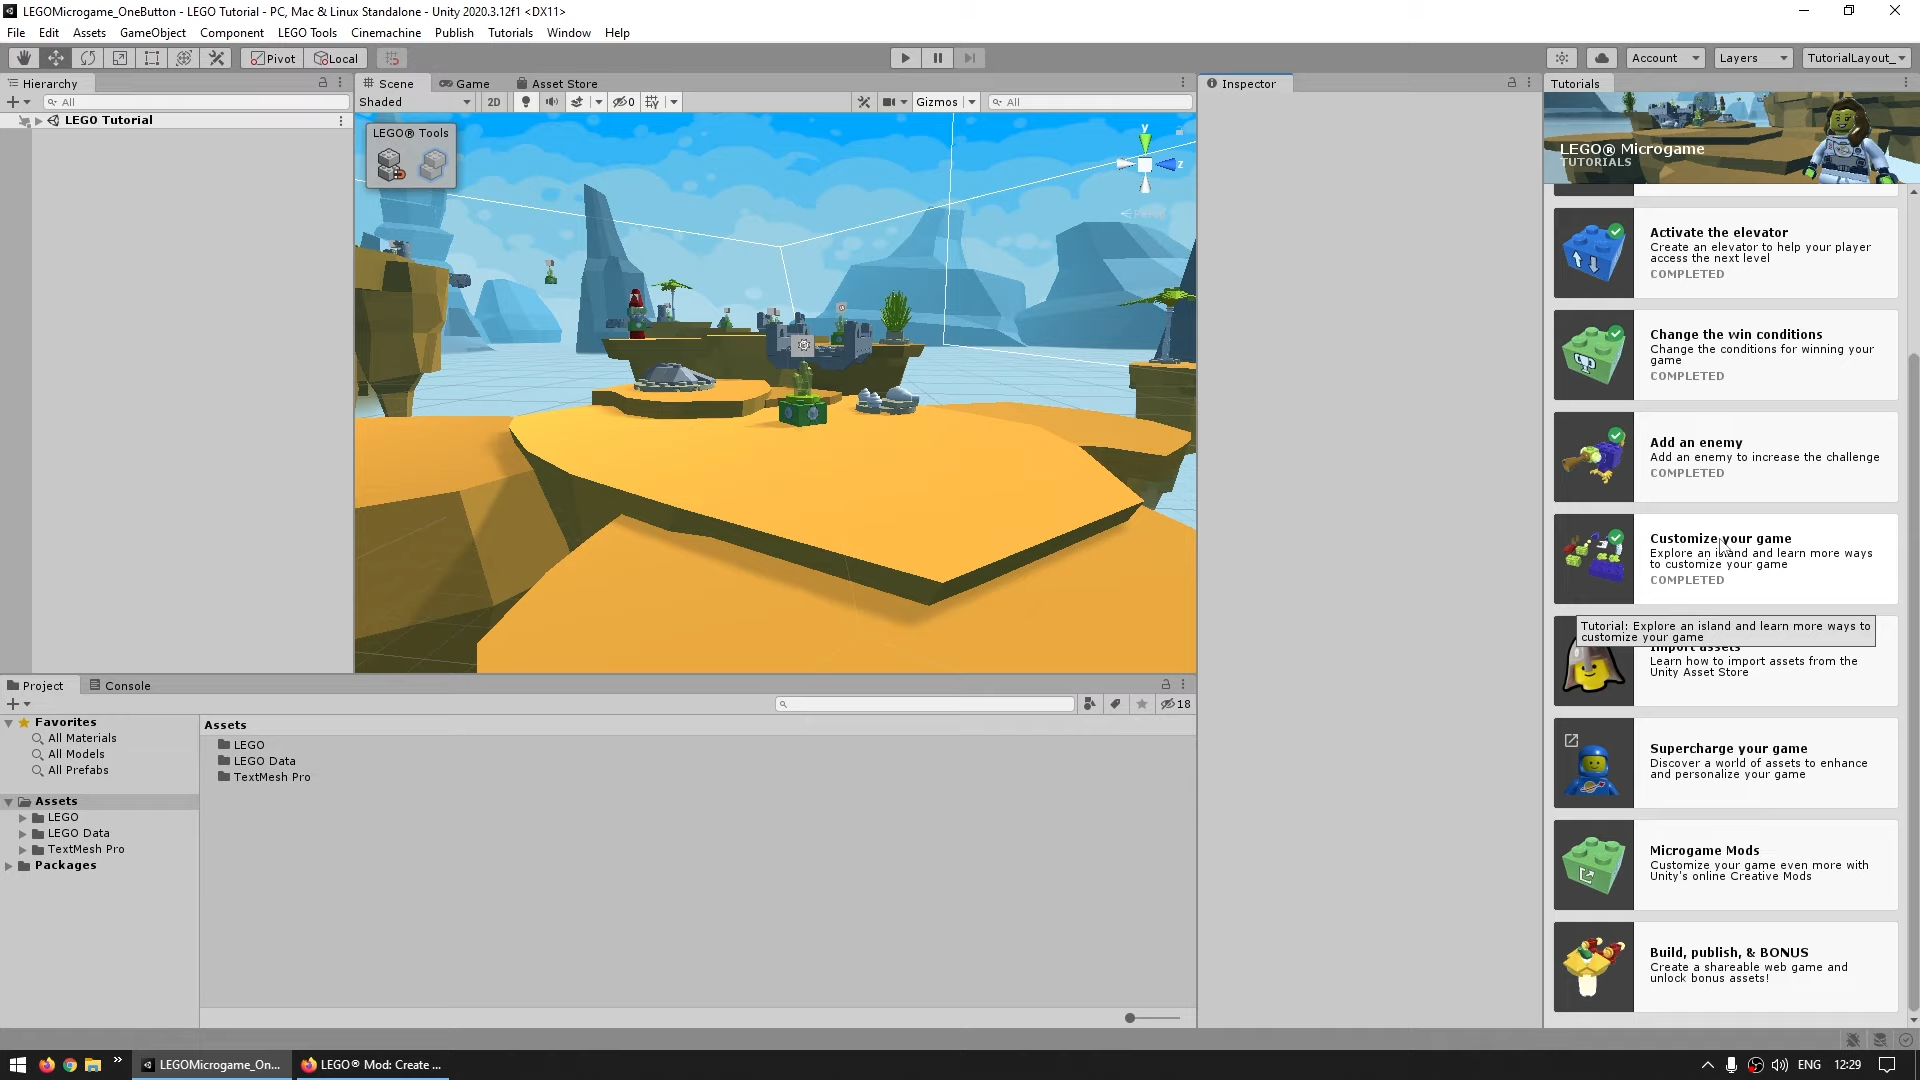 LEGOMicrogame_OneButton - LEGO Tutorial - PC, Mac & Linux Standalone - Unity 2020.3.12f1 <DX11>
File Edit Assets GameObject Component LEGO Tools Cinemachine Publish Tutorials Window Help
Pivot Local Account Layers TutorialLayout_
Hierarchy
All
LEGO Tutorial
Scene Game Asset Store
Shaded 2D 0 Gizmos All
LEGO® Tools
y
z
Inspector
Project Console
18
Favorites
All Materials
All Models
All Prefabs
Assets
LEGO
LEGO Data
TextMesh Pro
Packages
Assets
LEGO
LEGO Data
TextMesh Pro
Tutorials
LEGO® Microgame
TUTORIALS
Activate the elevator
Create an elevator to help your player
access the next level
COMPLETED
Change the win conditions
Change the conditions for winning your
game
COMPLETED
Add an enemy
Add an enemy to increase the challenge
COMPLETED
Customize your game
Explore an island and learn more ways
to customize your game
COMPLETED
Tutorial: Explore an island and learn more ways to
customize your game
Import assets
Learn how to import assets from the
Unity Asset Store
Supercharge your game
Discover a world of assets to enhance
and personalize your game
Microgame Mods
Customize your game even more with
Unity's online Creative Mods
Build, publish, & BONUS
Create a shareable web game and
unlock bonus assets!
LEGOMicrogame_On... LEGO® Mod: Create ... ENG 12:29